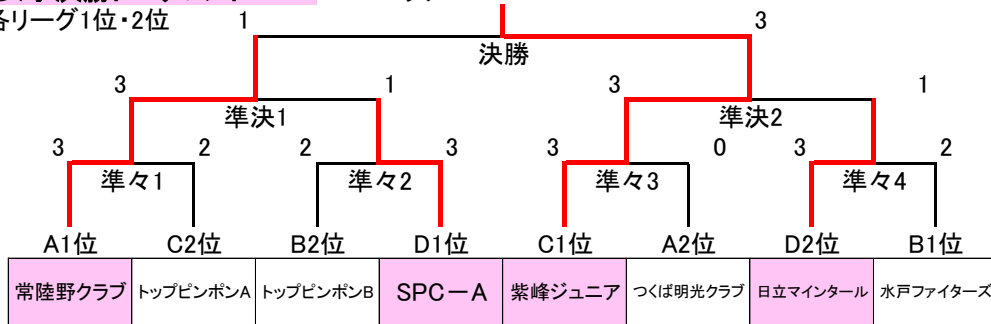 各リーグ1位・2位
1 3
決勝
3 1 3 1
準決1 準決2
3 2 2 3 3 0 3 2
準々1 準々2 準々3 準々4
A1位 C2位 B2位 D1位 C1位 A2位 D2位 B1位
常陸野クラブ トップピンポンA トップピンポンB SPC－A 紫峰ジュニア つくば明光クラブ 日立マインタール 水戸ファイターズ